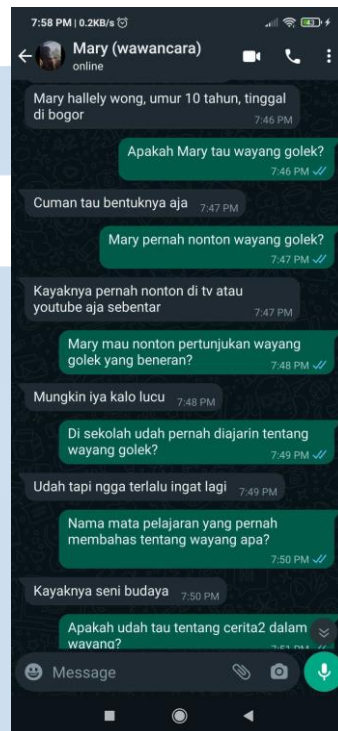 7:58 PM | 0.2KB/s
43
Mary (wawancara)
online
Mary hallely wong, umur 10 tahun, tinggal
di bogor
7:46 PM
Apakah Mary tau wayang golek?
7:46 PM
Cuman tau bentuknya aja 7:47 PM
Mary pernah nonton wayang golek?
7:47 PM
Kayaknya pernah nonton di tv atau
youtube aja sebentar
7:47 PM
Mary mau nonton pertunjukan wayang
golek yang beneran?
7:48 PM
Mungkin iya kalo lucu 7:48 PM
Di sekolah udah pernah diajarin tentang
wayang golek?
7:49 PM
Udah tapi ngga terlalu ingat lagi 7:49 PM
Nama mata pelajaran yang pernah
membahas tentang wayang apa?
7:50 PM
Kayaknya seni budaya 7:50 PM
Apakah udah tau tentang cerita2 dalam
wayang?
7:51 PM
Message